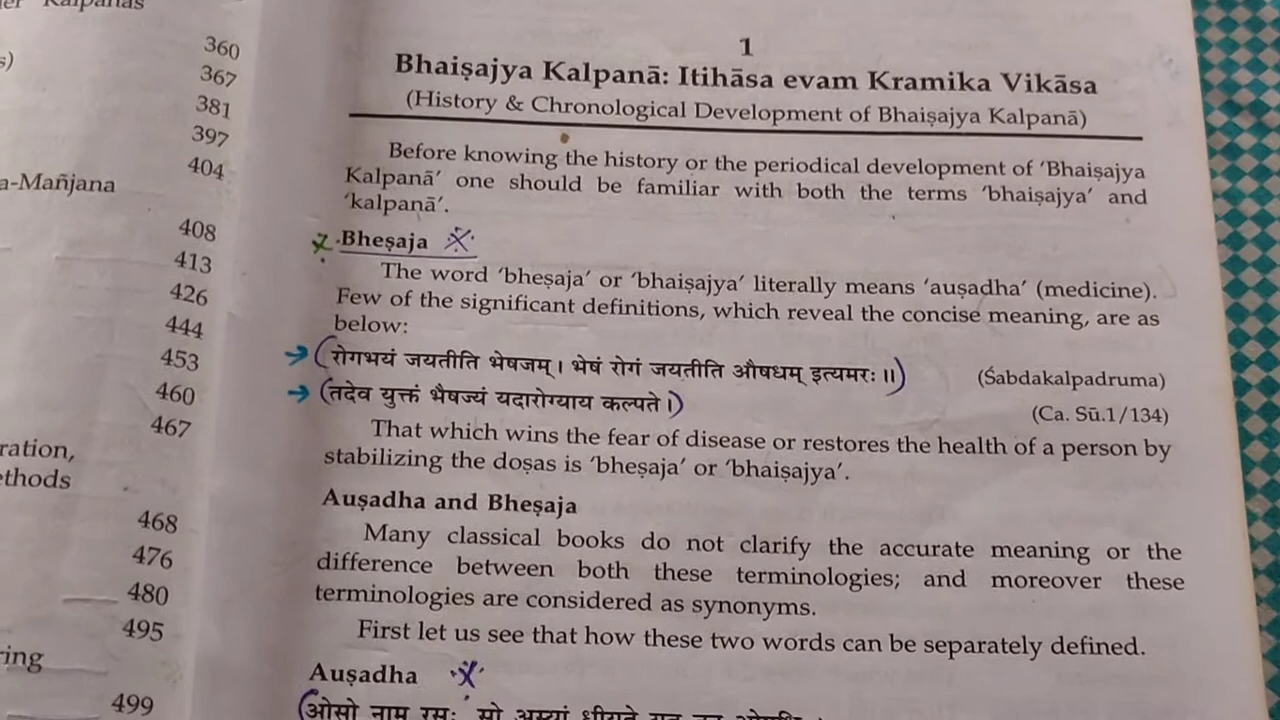 Kalpanas
360
s)
367
381
397
404
a-Mañjana
408
413
426
444
453
460
467
ration,
ethods
468
476
480
495
ring
499
1
Bhaiṣajya Kalpanā: Itihāsa evam Kramika Vikāsa
(History & Chronological Development of Bhaiṣajya Kalpanā)
Before knowing the history or the periodical development of 'Bhaiṣajya
Kalpanā' one should be familiar with both the terms 'bhaiṣajya' and
'kalpanā'.
Bheṣaja
The word 'bheṣaja' or 'bhaiṣajya' literally means 'auṣadha' (medicine).
Few of the significant definitions, which reveal the concise meaning, are as
below:
रोगभयं जयतीति भेषजम्। भेषं रोगं जयतीति औषधम् इत्यमरः ॥ (Śabdakalpadruma)
तदेव युक्तं भैषज्यं यदारोग्याय कल्पते। (Ca. Sū.1/134)
That which wins the fear of disease or restores the health of a person by
stabilizing the doṣas is 'bheṣaja' or 'bhaiṣajya'.
Auṣadha and Bheṣaja
Many classical books do not clarify the accurate meaning or the
difference between both these terminologies; and moreover these
terminologies are considered as synonyms.
First let us see that how these two words can be separately defined.
Auṣadha
ओसो नाम रसः